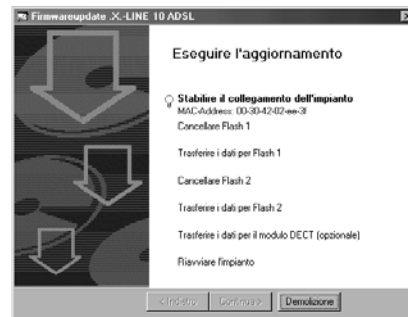 Firmwareupdate .X.-LINE 10 ADSL
Eseguire l'aggiornamento
Stabilire il collegamento dell'impianto
MAC-Address: 00-30-42-02-ee-3f
Cancellare Flash 1
Trasferire i dati per Flash 1
Cancellare Flash 2
Trasferire i dati per Flash 2
Trasferire i dati per il modulo DECT (opzionale)
Riavviare l'impianto
< Indietro Continua > Demolizione